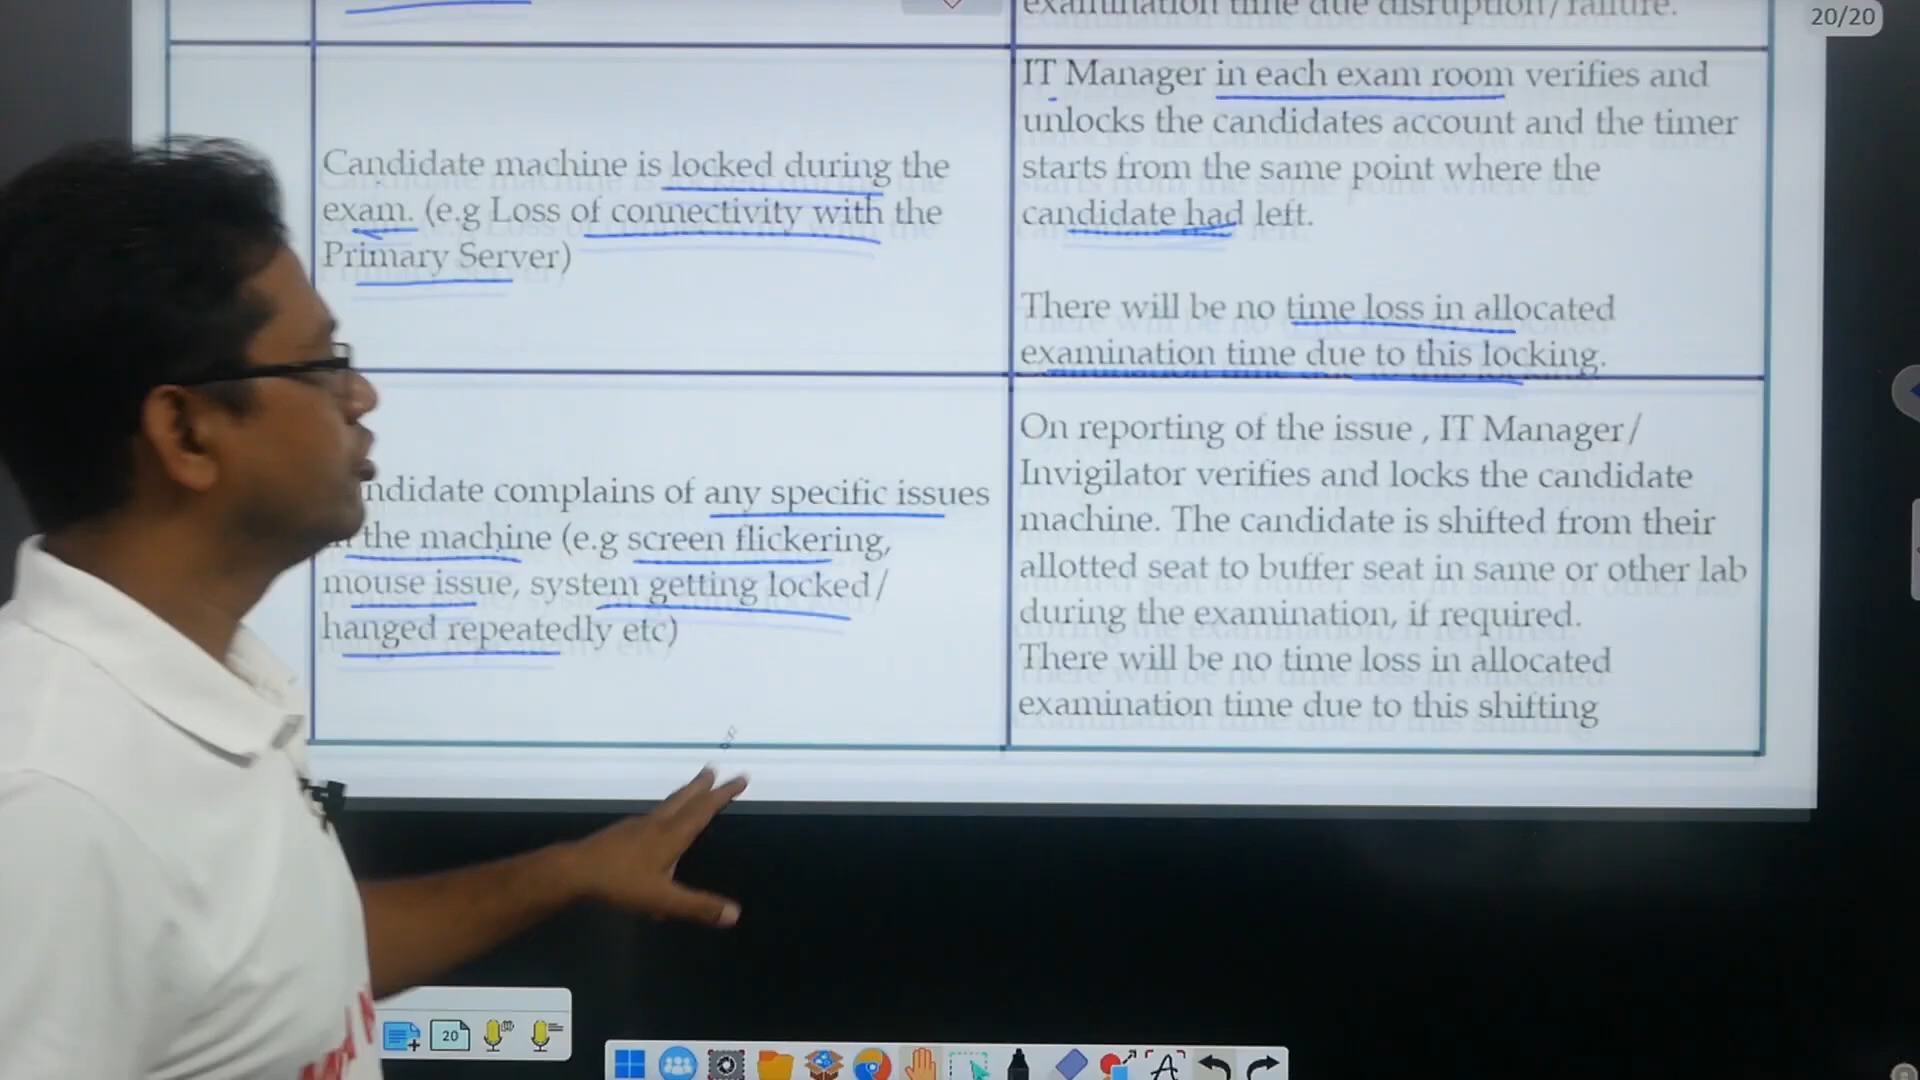 examination time due disruption/failure.
20/20
Candidate machine is locked during the
exam. (e.g Loss of connectivity with the
Primary Server)
IT Manager in each exam room verifies and
unlocks the candidates account and the timer
starts from the same point where the
candidate had left.
There will be no time loss in allocated
examination time due to this locking.
ndidate complains of any specific issues
the machine (e.g screen flickering,
mouse issue, system getting locked/
hanged repeatedly etc)
On reporting of the issue , IT Manager/
Invigilator verifies and locks the candidate
machine. The candidate is shifted from their
allotted seat to buffer seat in same or other lab
during the examination, if required.
There will be no time loss in allocated
examination time due to this shifting
20
A